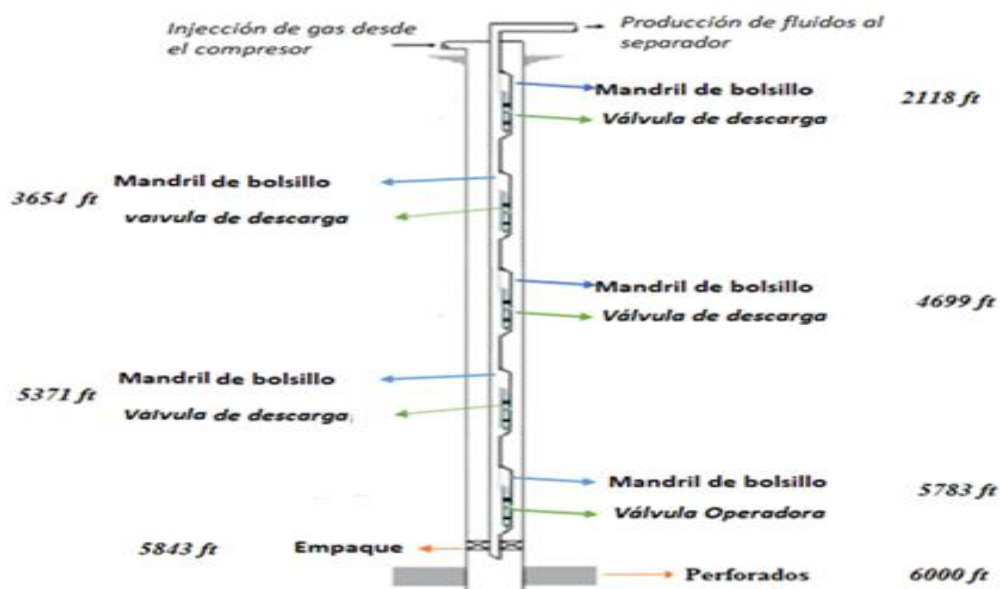 Injección de gas desde
el compresor
Producción de fluidos al
separador
Mandril de bolsillo
2118 ft
Válvula de descarga
Mandril de bolsillo
3654 ft
Válvula de descarga
Mandril de bolsillo
4699 ft
Válvula de descarga
Mandril de bolsillo
5371 ft
Válvula de descarga
Mandril de bolsillo
5783 ft
Válvula Operadora
5843 ft
Empaque
Perforados
6000 ft